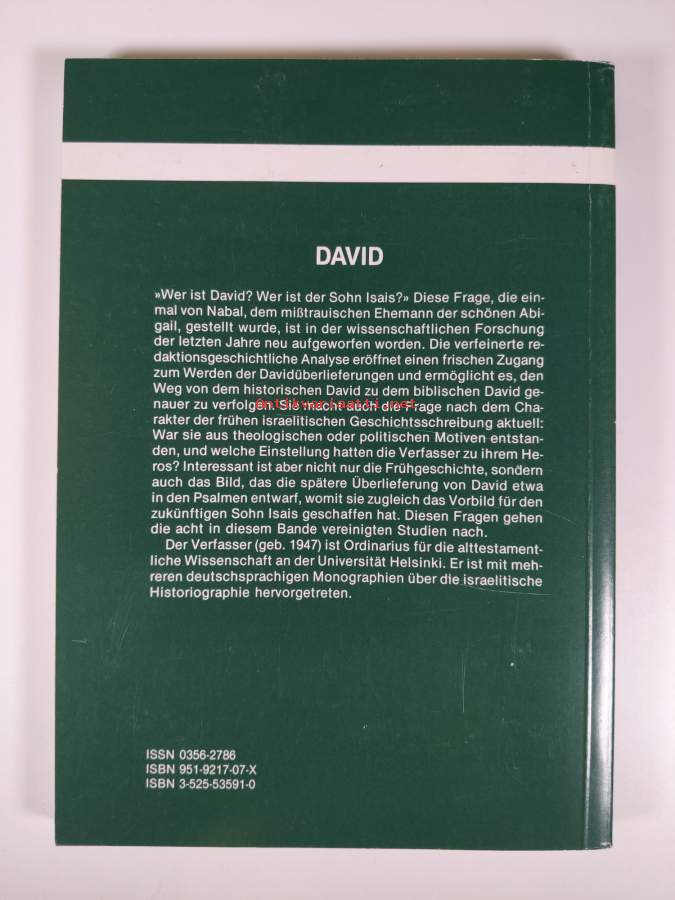 DAVID
»Wer ist David? Wer ist der Sohn Isais?» Diese Frage, die ein-
mal von Nabal, dem mißtrauischen Ehemann der schönen Abi-
gail, gestellt wurde, ist in der wissenschaftlichen Forschung
der letzten Jahre neu aufgeworfen worden. Die verfeinerte re-
daktionsgeschichtliche Analyse eröffnet einen frischen Zugang
zum Werden der Davidüberlieferungen und ermöglicht es, den
Weg von dem historischen David zu dem biblischen David ge-
nauer zu verfolgen. Sie macht auch die Frage nach dem Cha-
Antikvariaatti.net
rakter der frühen israelitischen Geschichtsschreibung aktuell:
War sie aus theologischen oder politischen Motiven entstan-
den, und welche Einstellung hatten die Verfasser zu ihrem He-
ros? Interessant ist aber nicht nur die Frühgeschichte, sondern
auch das Bild, das die spätere Überlieferung von David etwa
in den Psalmen entwarf, womit sie zugleich das Vorbild für den
zukünftigen Sohn Isais geschaffen hat. Diesen Fragen gehen
die acht in diesem Bande vereinigten Studien nach.
Der Verfasser (geb. 1947) ist Ordinarius für die alttestament-
liche Wissenschaft an der Universität Helsinki. Er ist mit meh-
reren deutschsprachigen Monographien über die israelitische
Historiographie hervorgetreten.
ISSN 0356-2786
ISBN 951-9217-07-X
ISBN 3-525-53591-0